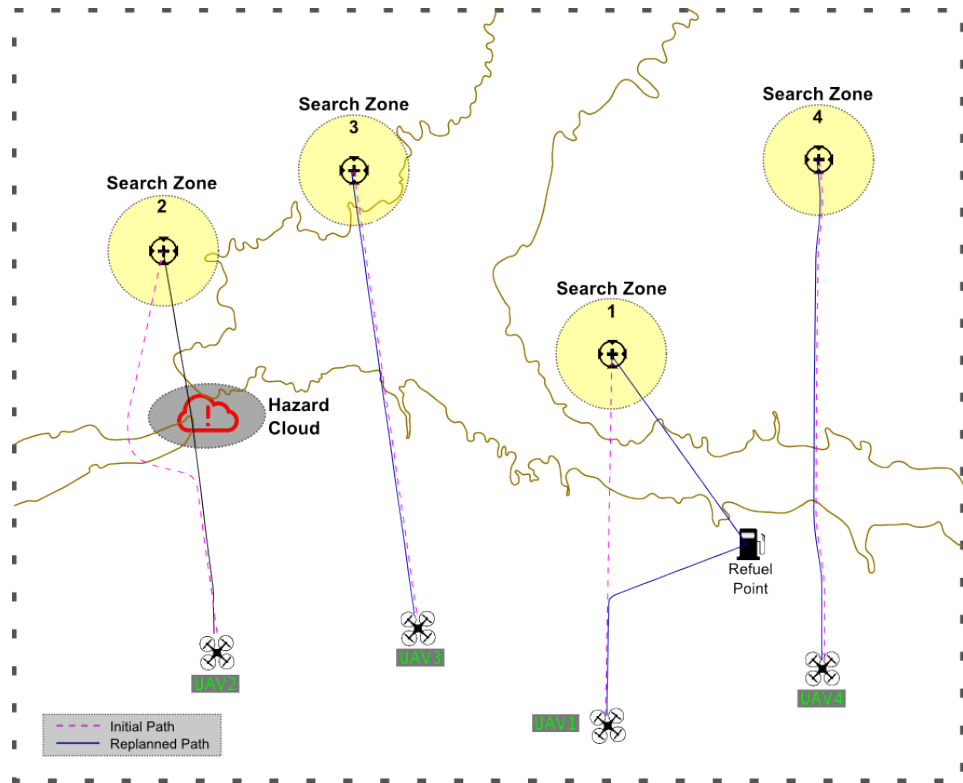 Search Zone
3
Search Zone
4
Search Zone
2
Search Zone
1
Hazard
Cloud
Refuel
Point
UAV3
UAV2
UAV4
UAV1
Initial Path
Replanned Path